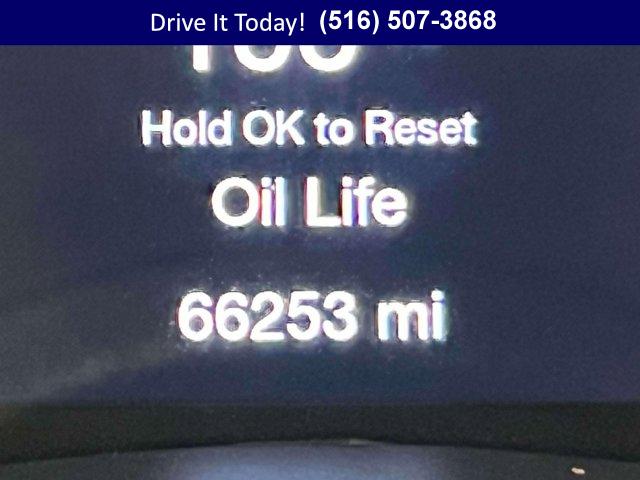 Drive It Today! (516) 507-3868
Hold OK to Reset
Oil Life
66253 mi